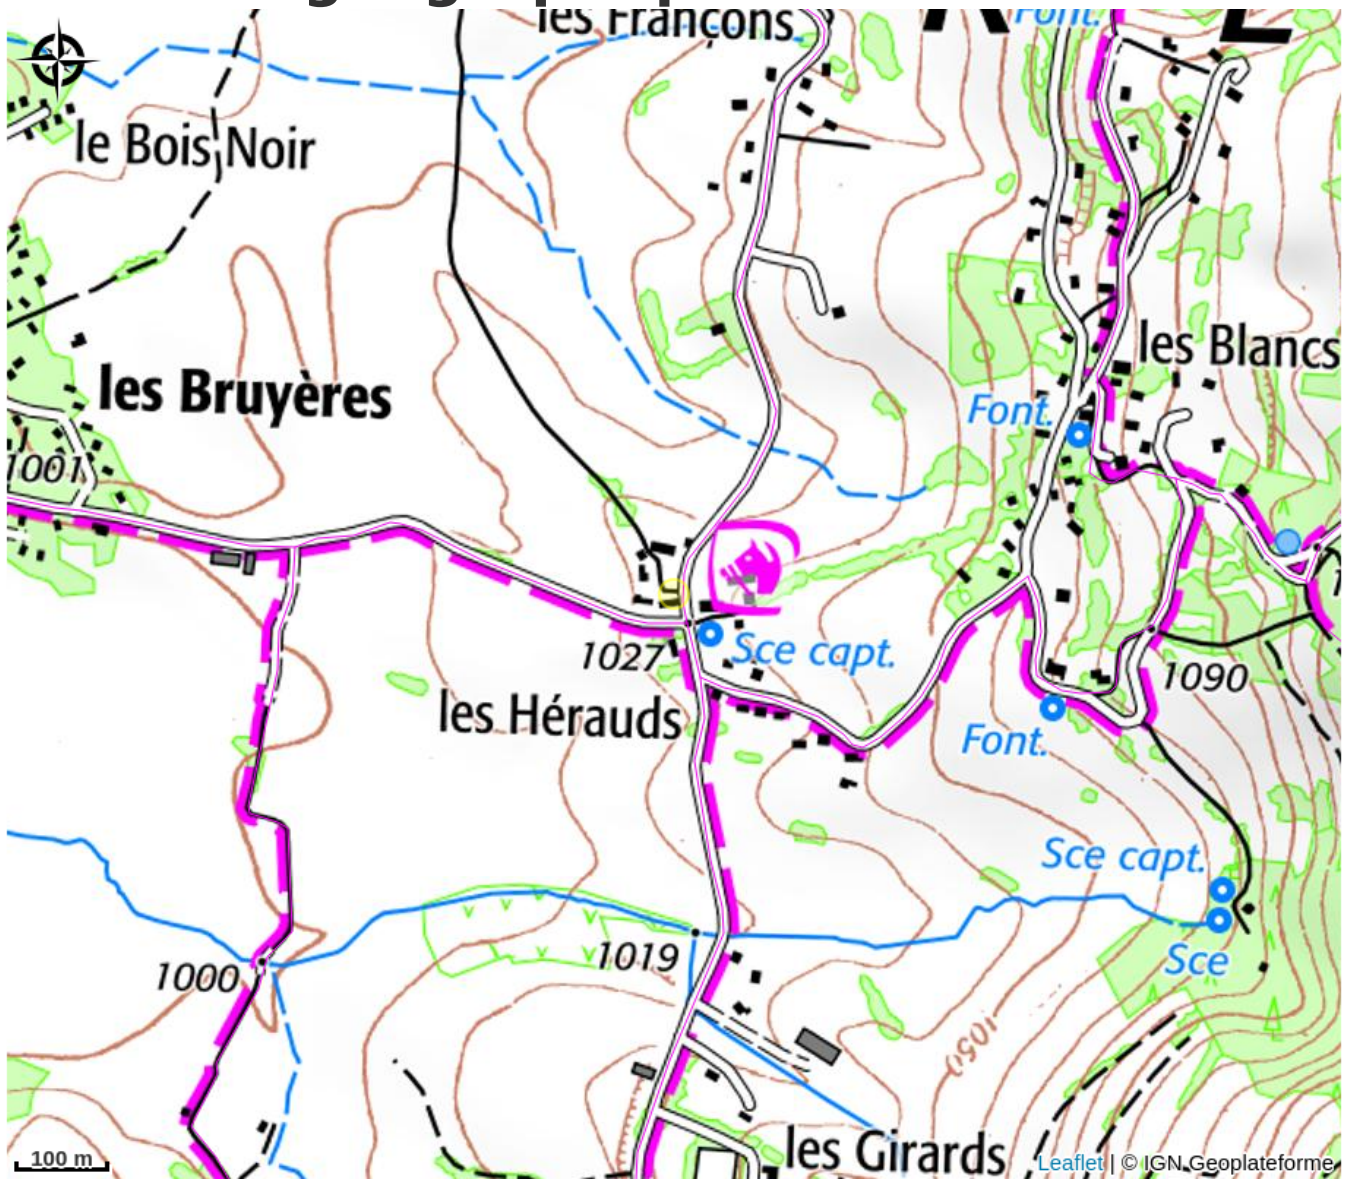 les Françons
Font.
le Bois Noir
les Blancs
les Bruyères
Font.
1001
Sce capt.
1027
1090
les Hérauds
Font.
Sce capt.
1019
Sce
1000
1050
les Girards
100 m
Leaflet | © IGN Geoplateforme